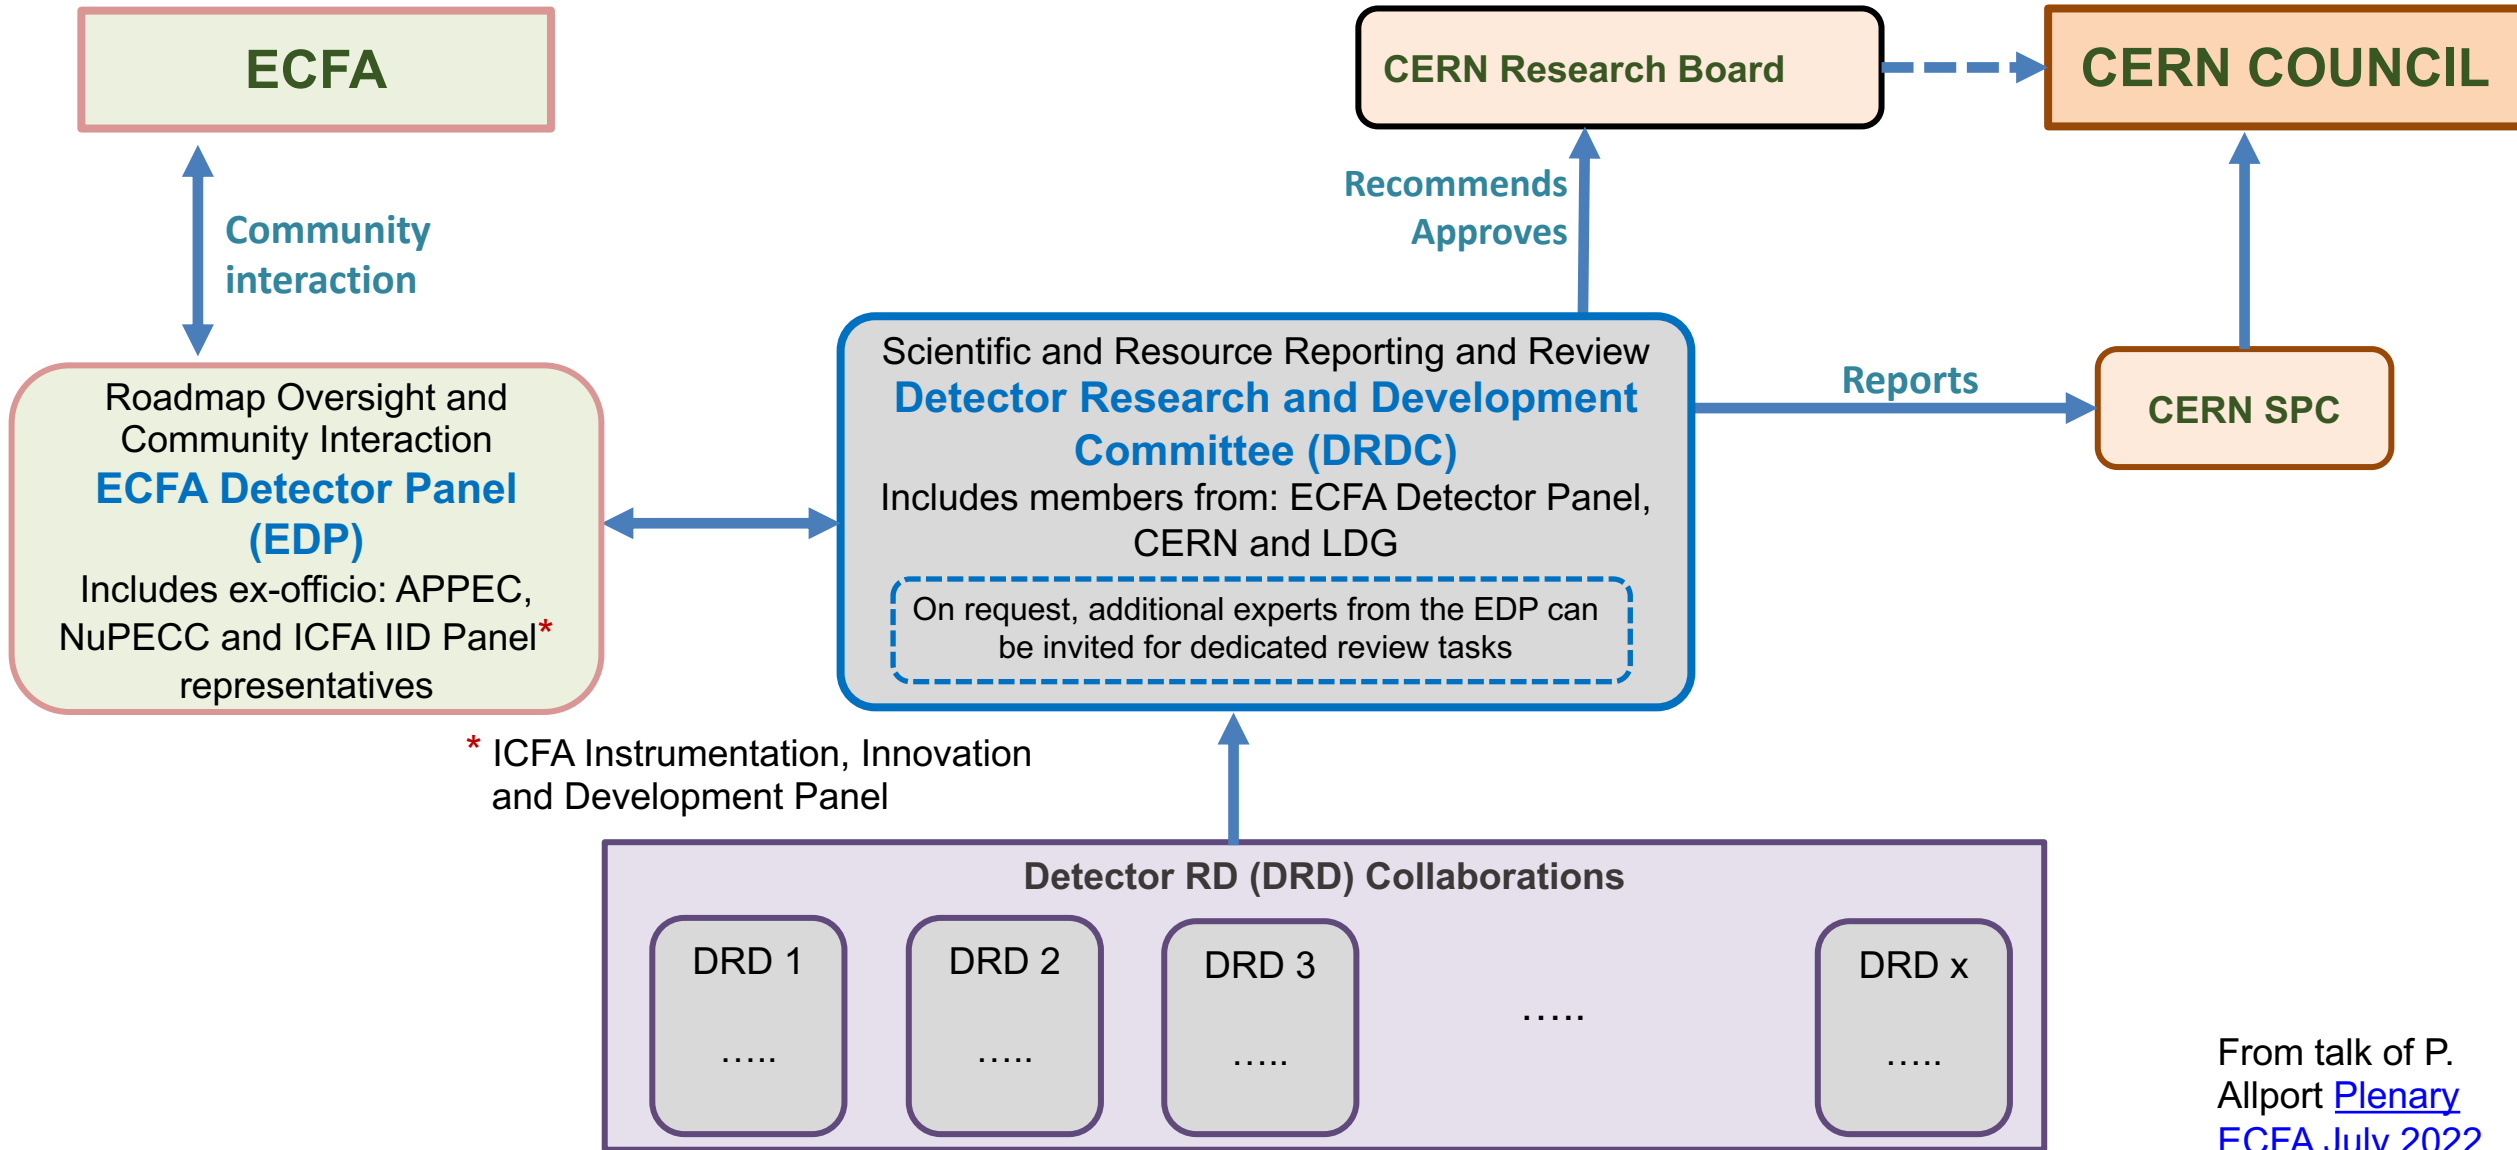 ECFA
CERN Research Board
CERN COUNCIL
Recommends
Approves
Community
interaction
Scientific and Resource Reporting and Review
Detector Research and Development
Committee (DRDC)
Includes members from: ECFA Detector Panel,
CERN and LDG
On request, additional experts from the EDP can
be invited for dedicated review tasks
Reports
CERN SPC
Roadmap Oversight and
Community Interaction
ECFA Detector Panel
(EDP)
Includes ex-officio: APPEC,
NuPECC and ICFA IID Panel*
representatives
* ICFA Instrumentation, Innovation
and Development Panel
Detector RD (DRD) Collaborations
DRD 1
.....
DRD 2
.....
DRD 3
.....
.....
DRD x
.....
From talk of P.
Allport Plenary
ECFA July 2022